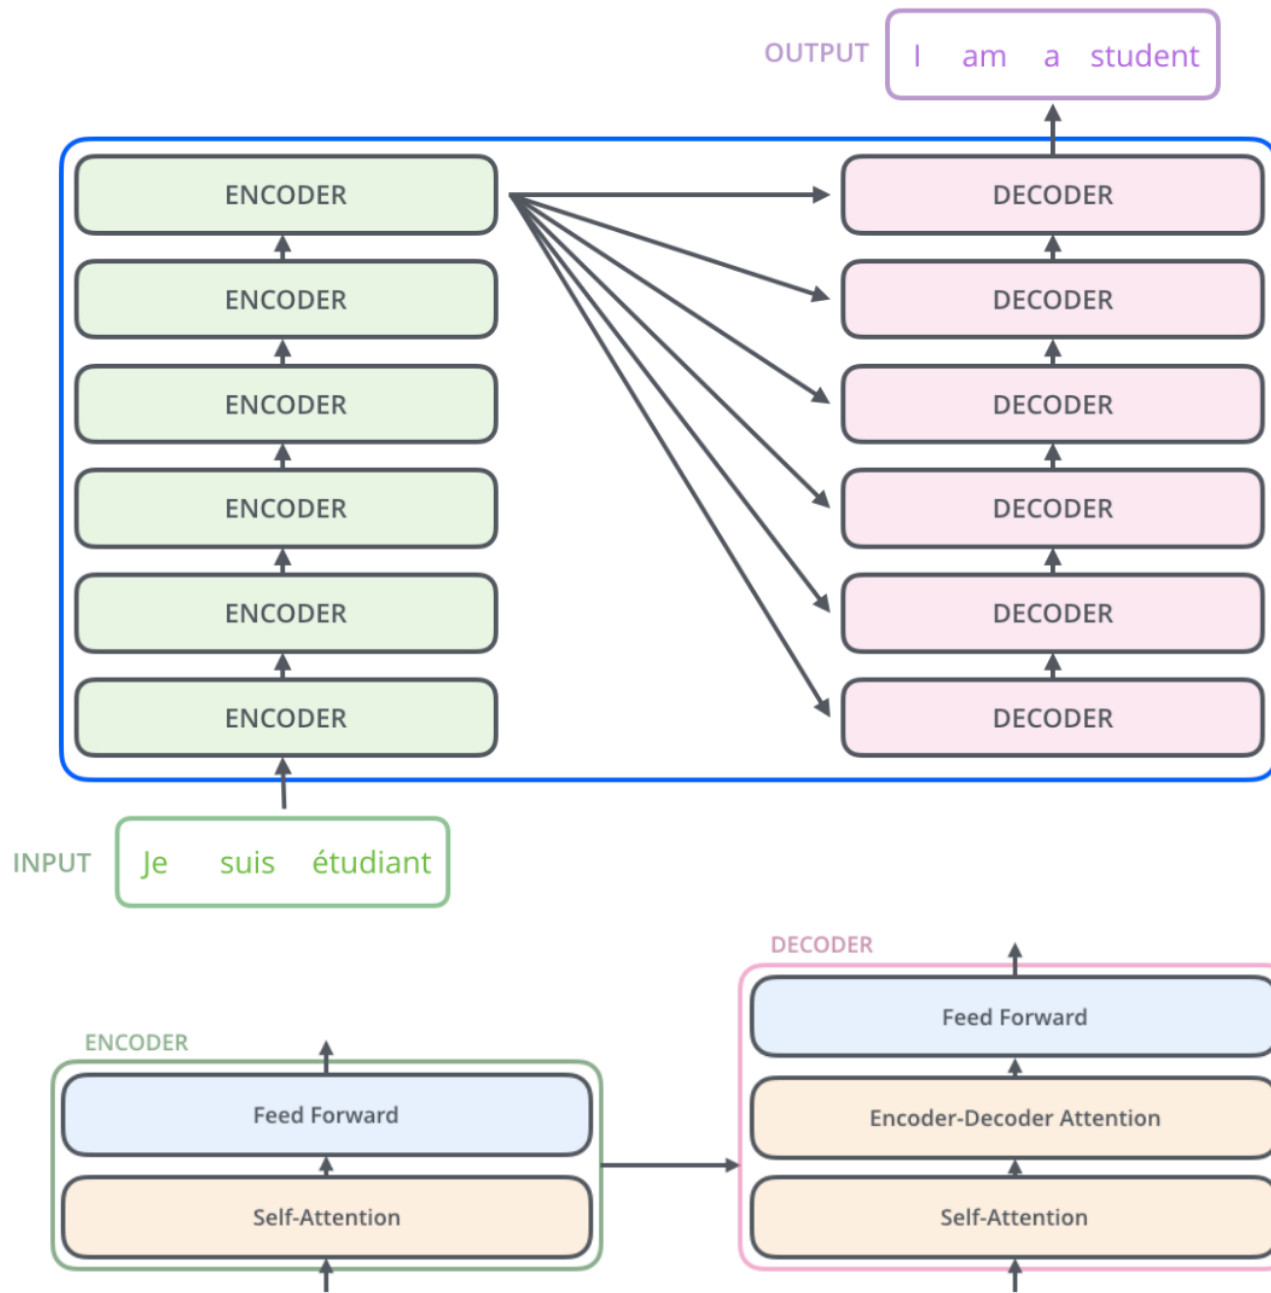 OUTPUT I am a student
ENCODER DECODER
ENCODER DECODER
ENCODER DECODER
ENCODER DECODER
ENCODER DECODER
ENCODER DECODER
INPUT Je suis étudiant
ENCODER
Feed Forward
Self-Attention
DECODER
Feed Forward
Encoder-Decoder Attention
Self-Attention